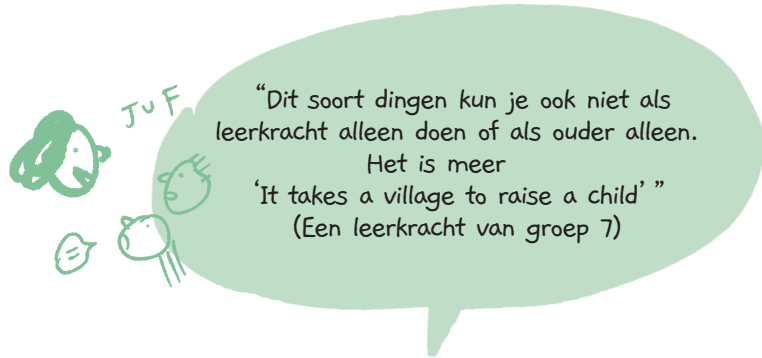 JUF
“Dit soort dingen kun je ook niet als
leerkracht alleen doen of als ouder alleen.
Het is meer
‘It takes a village to raise a child’ ”
(Een leerkracht van groep 7)